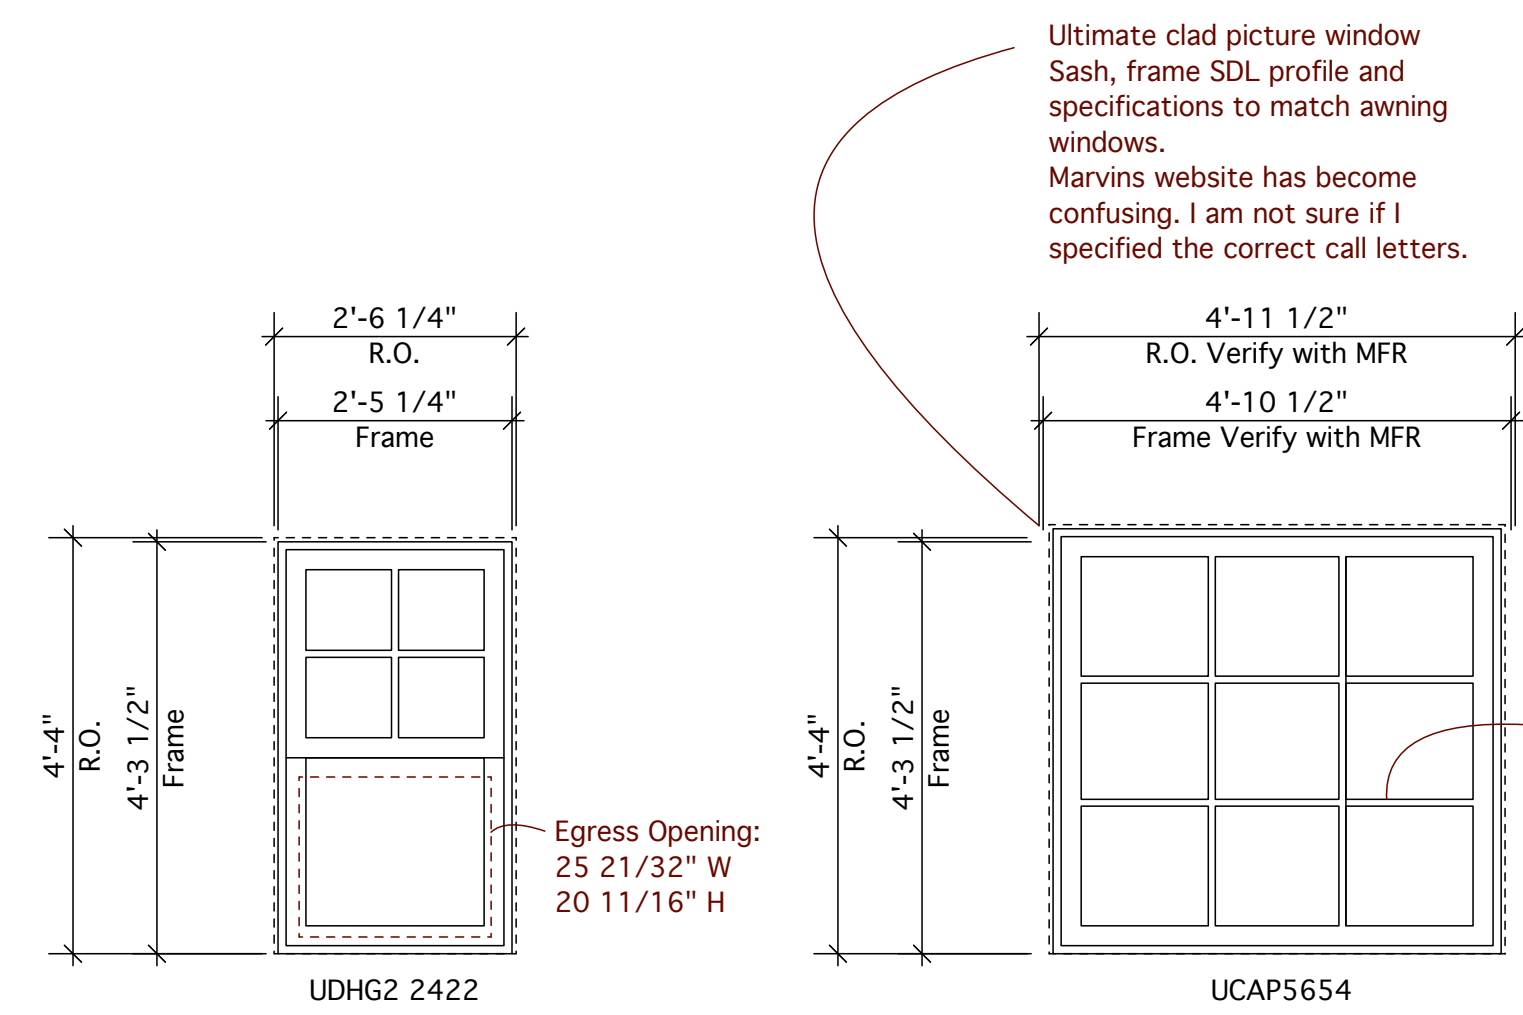 Ultimate clad picture window
Sash, frame SDL profile and
specifications to match awning
windows.
Marvins website has become
confusing. I am not sure if I
specified the correct call letters.
2'-6 1/4"
R.O.
2'-5 1/4"
Frame
4'-11 1/2"
R.O. Verify with MFR
4'-10 1/2"
Frame Verify with MFR
4'-4"
R.O.
4'-3 1/2"
Frame
4'-4"
R.O.
4'-3 1/2"
Frame
Egress Opening:
25 21/32" W
20 11/16" H
UDHG2 2422
UCAP5654